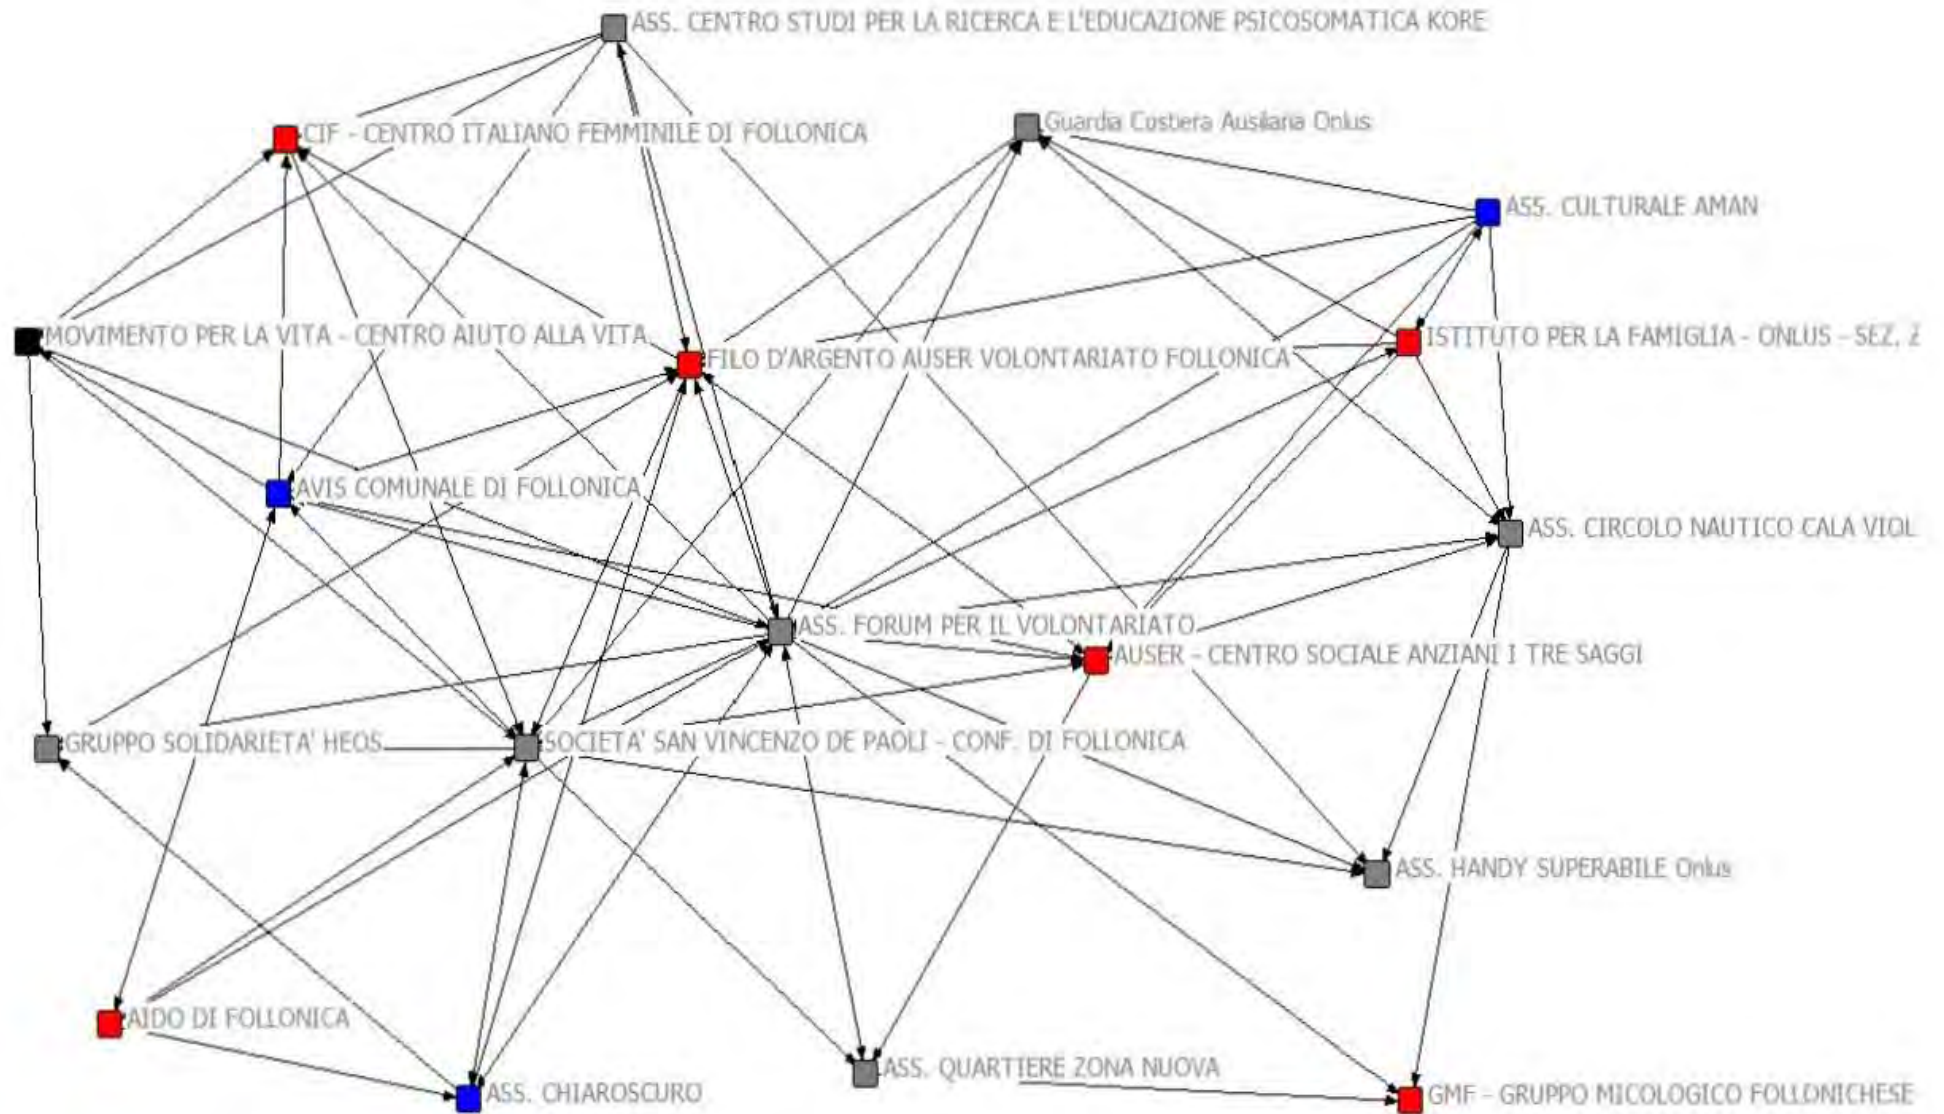 ASS. CENTRO STUDI PER LA RICERCA E L'EDUCAZIONE PSICOSOMATICA KORE
Guardia Costiera Ausiliaria Onlus
CIF - CENTRO ITALIANO FEMMINILE DI FOLLONICA
ASS. CULTURALE AMAN
MOVIMENTO PER LA VITA - CENTRO AIUTO ALLA VITA
ISTITUTO PER LA FAMIGLIA - ONLUS - SEZ. 2
FILO D'ARGENTO AUSER VOLONTARIATO FOLLONICA
AVIS COMUNALE DI FOLLONICA
ASS. CIRCOLO NAUTICO CALA VIOL
ASS. FORUM PER IL VOLONTARIATO
AUSER - CENTRO SOCIALE ANZIANI I TRE SAGGI
GRUPPO SOLIDARIETA' HEOS
SOCIETA' SAN VINCENZO DE PAOLI - CONF. DI FOLLONICA
ASS. HANDY SUPERABILE Onlus
AIDO DI FOLLONICA
ASS. QUARTIERE ZONA NUOVA
ASS. CHIAROSCURO
GMF - GRUPPO MICOLOGICO FOLLONICHESE